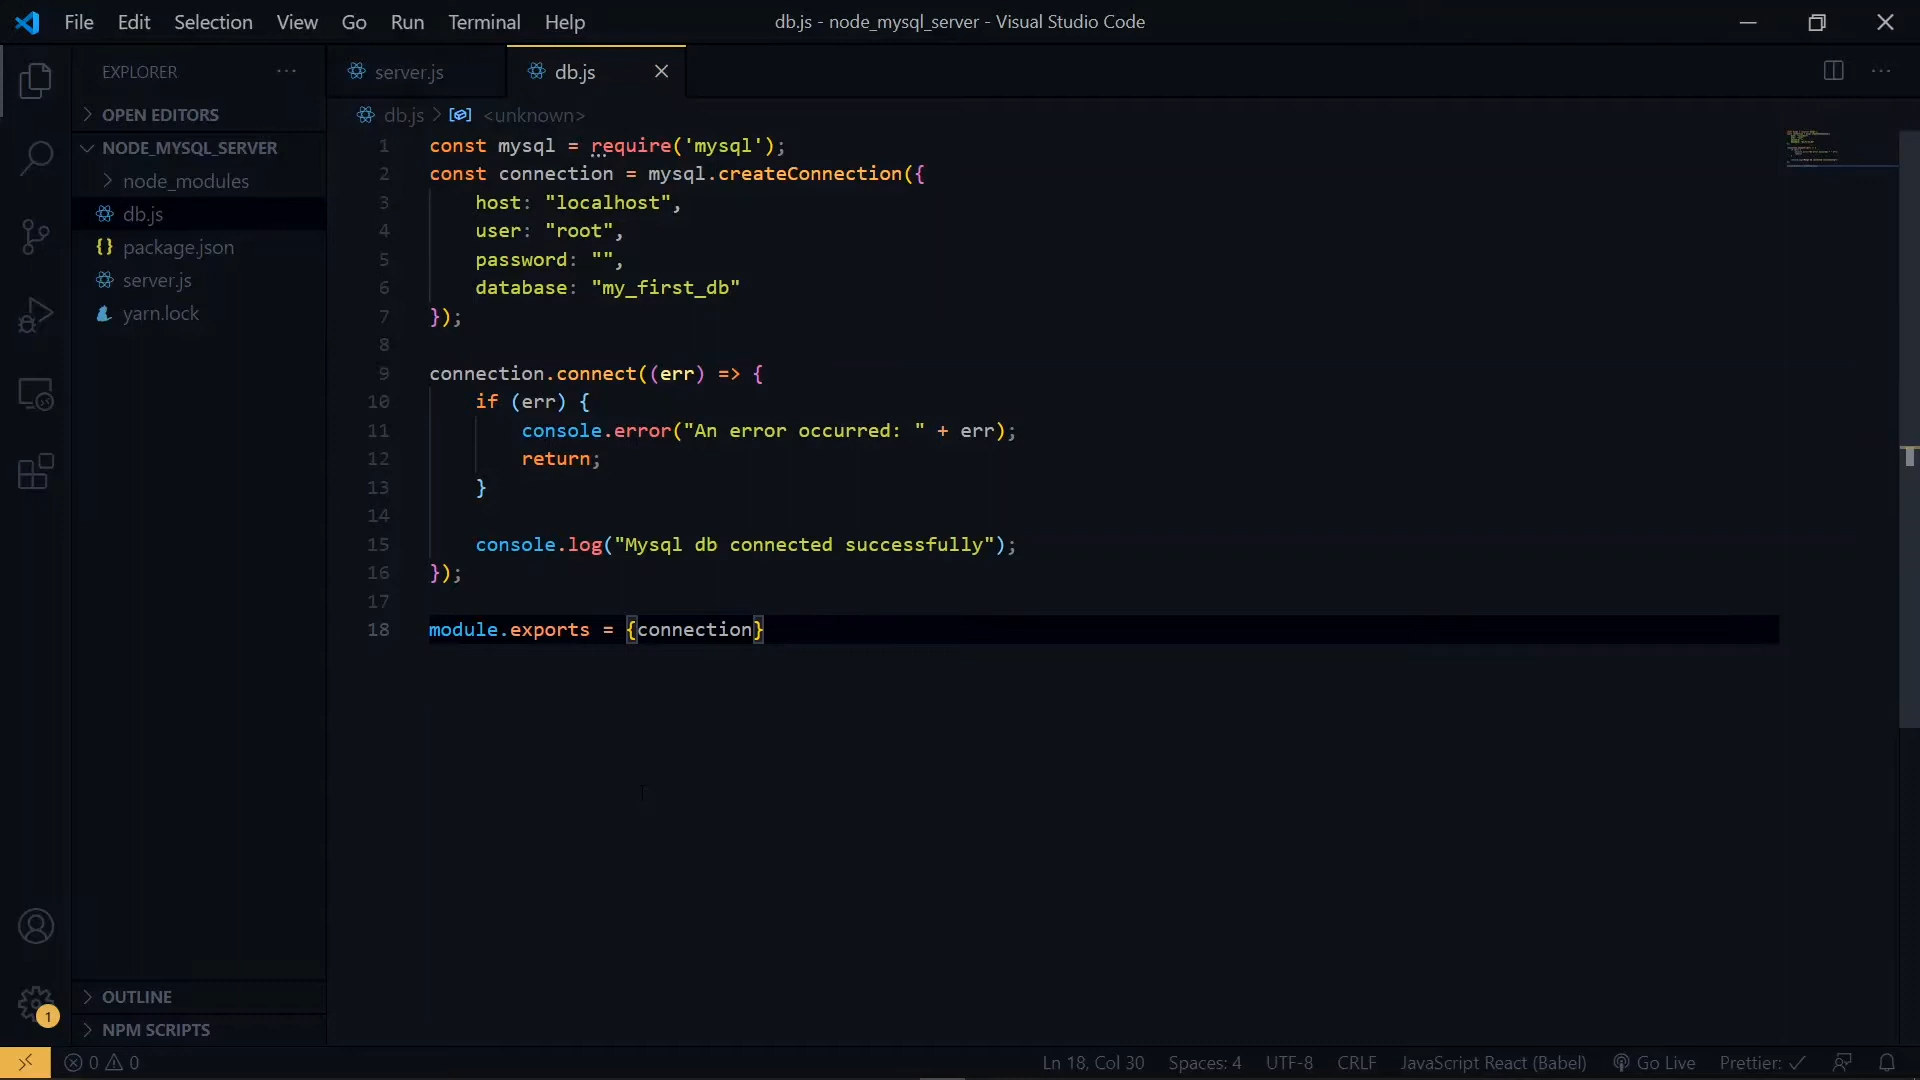 File Edit Selection View Go Run Terminal Help
db.js - node_mysql_server - Visual Studio Code
EXPLORER
OPEN EDITORS
NODE_MYSQL_SERVER
node_modules
db.js
package.json
server.js
yarn.lock
OUTLINE
NPM SCRIPTS
server.js
db.js
db.js > <unknown>
1 const mysql = require('mysql');
2 const connection = mysql.createConnection({
3 host: "localhost",
4 user: "root",
5 password: "",
6 database: "my_first_db"
7 });
8
9 connection.connect((err) => {
10 if (err) {
11 console.error("An error occurred: " + err);
12 return;
13 }
14
15 console.log("Mysql db connected successfully");
16 });
17
18 module.exports = {connection}
1
0 0
Ln 18, Col 30
Spaces: 4
UTF-8
CRLF
JavaScript React (Babel)
Go Live
Prettier: ✓